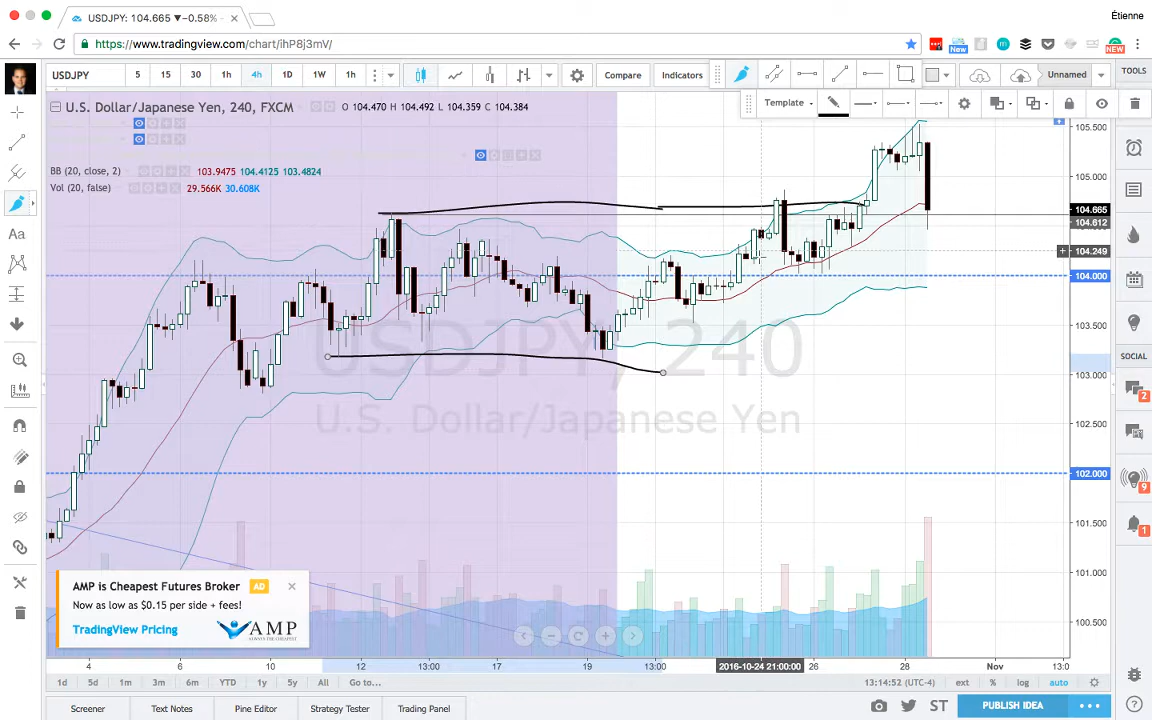 USDJPY: 104.665 ▼−0.58%
Étienne
https://www.tradingview.com/chart/ihP8j3mV/
New
NEW
USDJPY 5 15 30 1h 4h 1D 1W 1h Compare Indicators Unnamed TOOLS
Template
U.S. Dollar/Japanese Yen, 240, FXCM O 104.470 H 104.492 L 104.359 C 104.384
BB (20, close, 2) 103.9475 104.4125 103.4824
Vol (20, false) 29.566K 30.608K
USDJPY, 240
U.S. Dollar/Japanese Yen
105.500
105.000
104.665
104.612
104.249
104.000
103.500
103.000
102.500
102.000
101.500
101.000
100.500
SOCIAL
2
9
1
AMP is Cheapest Futures Broker AD
Now as low as $0.15 per side + fees!
TradingView Pricing AMP
4 6 10 12 13:00 17 19 13:00 2016-10-24 21:00:00 26 28 Nov 13:0
1d 5d 1m 3m 6m YTD 1y 5y All Go to... 13:14:52 (UTC-4) ext % log auto
Screener Text Notes Pine Editor Strategy Tester Trading Panel ST PUBLISH IDEA